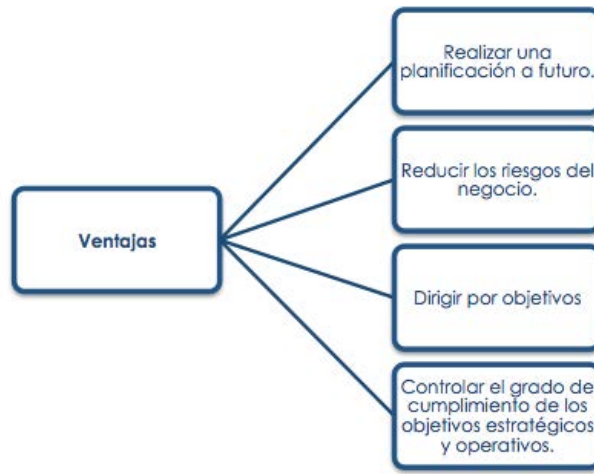 Realizar una
planificación a futuro.
Reducir los riesgos del
negocio.
Ventajas
Dirigir por objetivos
Controlar el grado de
cumplimiento de los
objetivos estratégicos
y operativos.